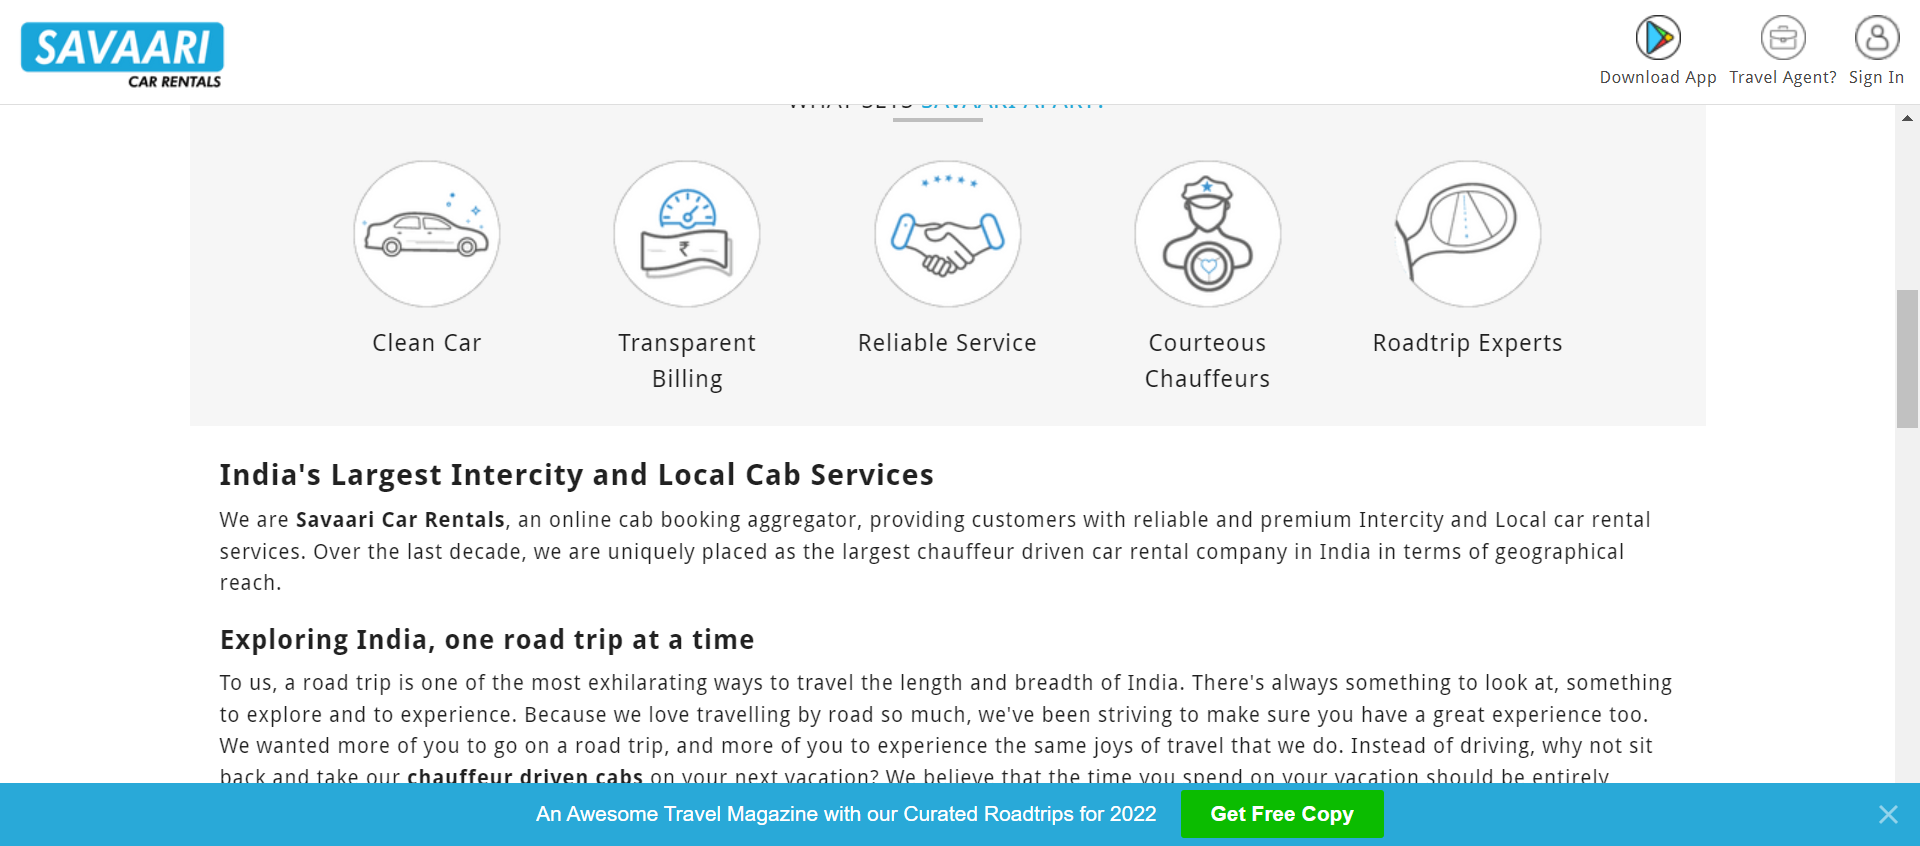 SAVAARI
CAR RENTALS
Download App
Travel Agent?
Sign In
WHAT SETS SAVAARI APART?
₹
Clean Car
Transparent
Billing
Reliable Service
Courteous
Chauffeurs
Roadtrip Experts
India's Largest Intercity and Local Cab Services
We are Savaari Car Rentals, an online cab booking aggregator, providing customers with reliable and premium Intercity and Local car rental
services. Over the last decade, we are uniquely placed as the largest chauffeur driven car rental company in India in terms of geographical
reach.
Exploring India, one road trip at a time
To us, a road trip is one of the most exhilarating ways to travel the length and breadth of India. There's always something to look at, something
to explore and to experience. Because we love travelling by road so much, we've been striving to make sure you have a great experience too.
We wanted more of you to go on a road trip, and more of you to experience the same joys of travel that we do. Instead of driving, why not sit
back and take our chauffeur driven cabs on your next vacation? We believe that the time you spend on your vacation should be entirely
An Awesome Travel Magazine with our Curated Roadtrips for 2022
Get Free Copy